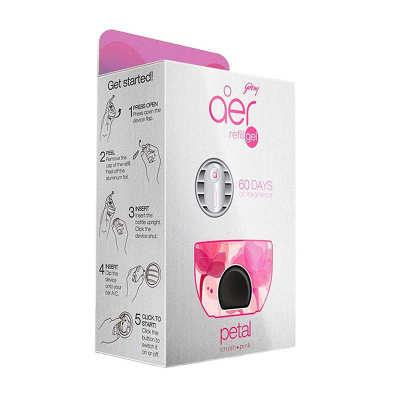 Get started!
1 PRESS OPEN
Press open the
device flap.
2 PEEL
Remove the
cap of the refill
Peel off the
aluminum foil.
3 INSERT
Insert the
bottle upright.
Click the
device shut.
4 INSERT
Clip the
device
onto your
car A/C.
5 CLICK TO
START!
Click the
button to
switch it
on or off.
Godrej
aer
refill gel
60 DAYS
petal
crush • pink